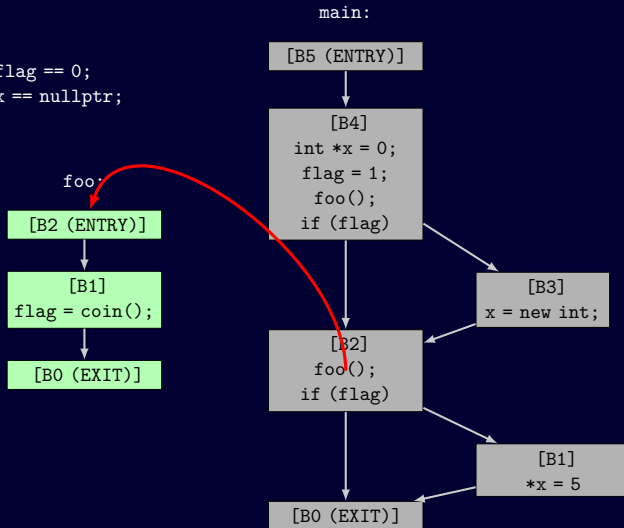 main:
[B5 (ENTRY)]
flag == 0;
x == nullptr;
[B4]
int *x = 0;
flag = 1;
foo();
if (flag)
foo:
[B2 (ENTRY)]
[B1]
flag = coin();
[B0 (EXIT)]
[B3]
x = new int;
[B2]
foo();
if (flag)
[B1]
*x = 5
[B0 (EXIT)]